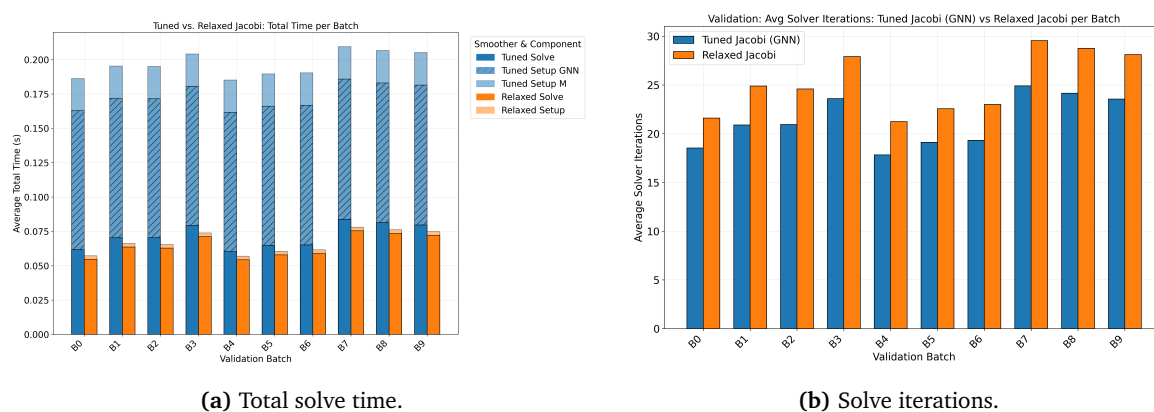 Tuned vs. Relaxed Jacobi: Total Time per Batch
Average Total Time (s)
0.200
0.175
0.150
0.125
0.100
0.075
0.050
0.025
0.000
B0 B1 B2 B3 B4 B5 B6 B7 B8 B9
Validation Batch
Smoother & Component
Tuned Solve
Tuned Setup GNN
Tuned Setup M
Relaxed Solve
Relaxed Setup
(a) Total solve time.
Validation: Avg Solver Iterations: Tuned Jacobi (GNN) vs Relaxed Jacobi per Batch
Tuned Jacobi (GNN)
Relaxed Jacobi
Average Solver Iterations
30
25
20
15
10
5
0
B0 B1 B2 B3 B4 B5 B6 B7 B8 B9
Validation Batch
(b) Solve iterations.